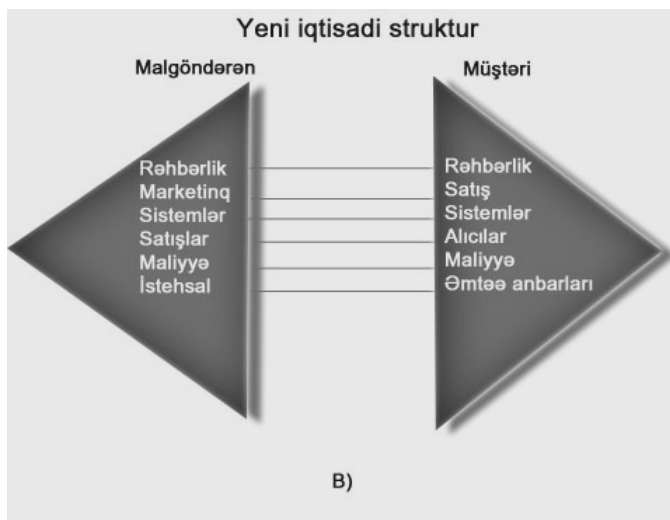 Yeni iqtisadi struktur
Malgöndərən
Müştəri
Rəhbərlik
Marketinq
Sistemlər
Satışlar
Maliyyə
İstehsal
Rəhbərlik
Satış
Sistemlər
Alıcılar
Maliyyə
Əmtəə anbarları
B)